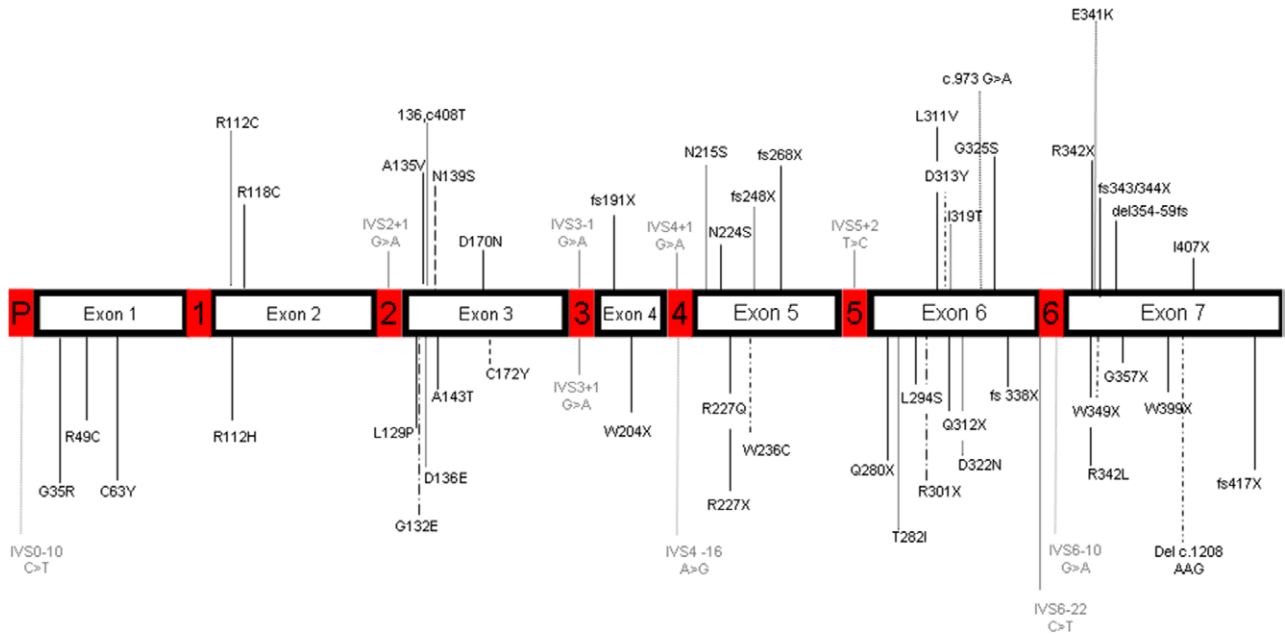 E341K
c.973 G>A
R112C
136,c408T
L311V
A135V
N139S
N215S
fs268X
G325S
R342X
R118C
fs191X
fs248X
D313Y
fs343/344X
del354-59fs
IVS2+1
G>A
D170N
IVS3-1
G>A
IVS4+1
G>A
N224S
IVS5+2
T>C
I319T
I407X
P
Exon 1
1
Exon 2
2
Exon 3
3
Exon 4
4
Exon 5
5
Exon 6
6
Exon 7
C172Y
IVS3+1
G>A
A143T
L294S
fs 338X
G357X
R49C
R112H
L129P
W204X
R227Q
Q312X
W349X
W399X
W236C
D322N
G35R
C63Y
D136E
Q280X
R342L
fs417X
R227X
R301X
G132E
T282I
IVS0-10
C>T
IVS4 -16
A>G
IVS6-10
G>A
Del c.1208
AAG
IVS6-22
C>T